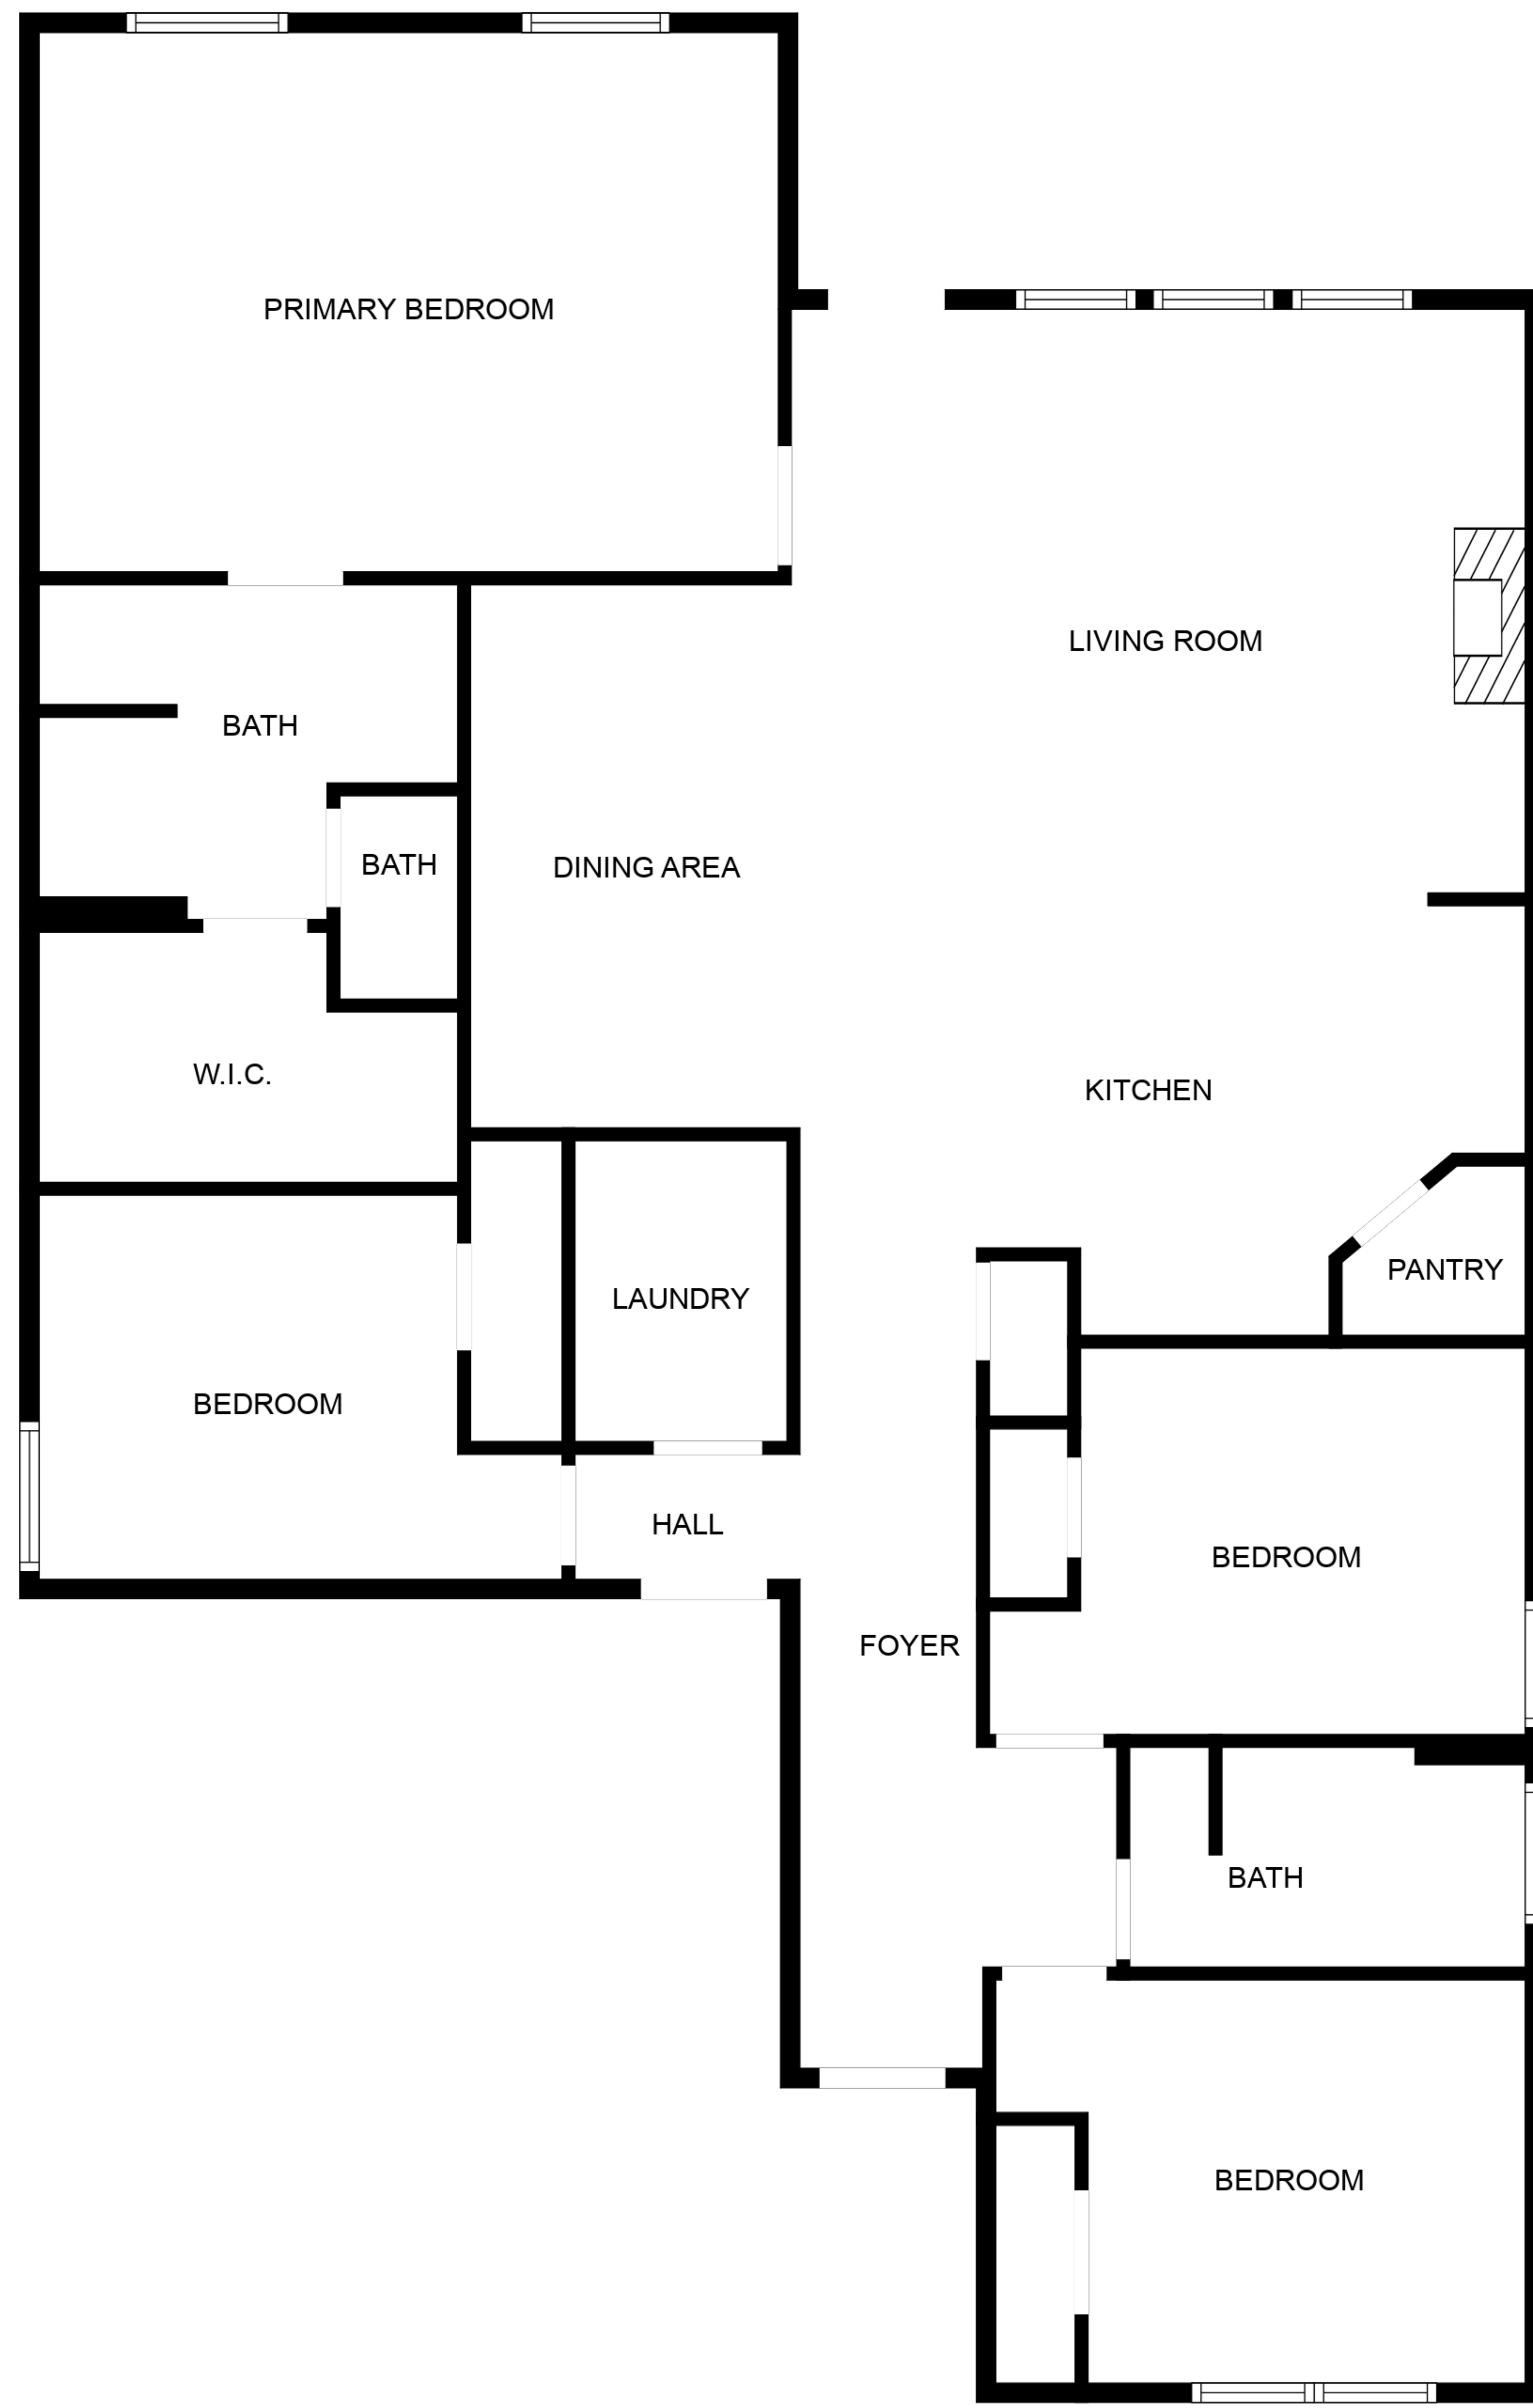 PRIMARY BEDROOM
LIVING ROOM
BATH
BATH
DINING AREA
W.I.C.
KITCHEN
PANTRY
LAUNDRY
BEDROOM
HALL
BEDROOM
FOYER
BATH
BEDROOM